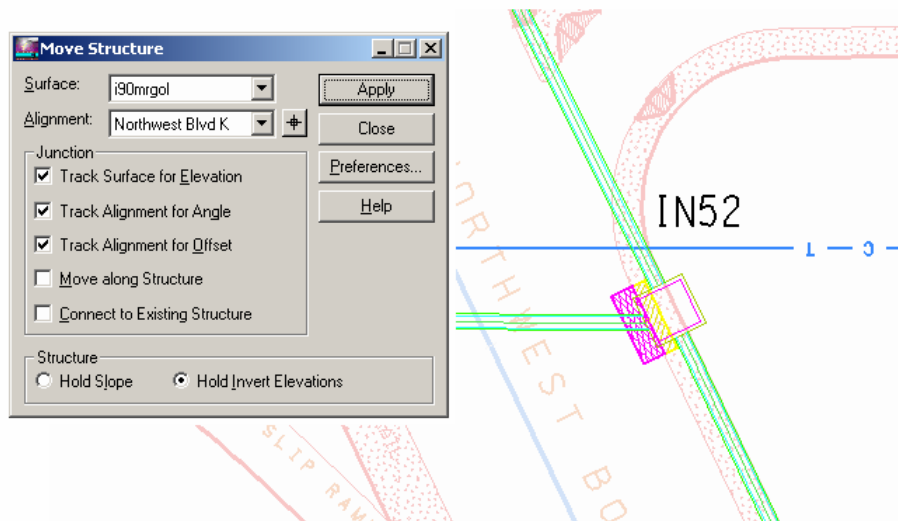 Move Structure
Surface: i90mrgol
Alignment: Northwest Blvd K
Apply
Close
Preferences...
Help
Junction
Track Surface for Elevation
Track Alignment for Angle
Track Alignment for Offset
Move along Structure
Connect to Existing Structure
Structure
Hold Slope
Hold Invert Elevations
IN52
T C
NORTHWEST BO
SLIP RAM